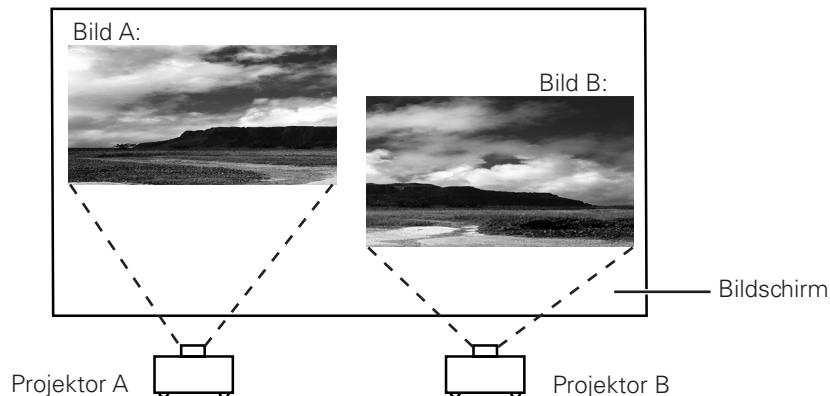 Bild A:
Bild B:
Bildschirm
Projektor A
Projektor B